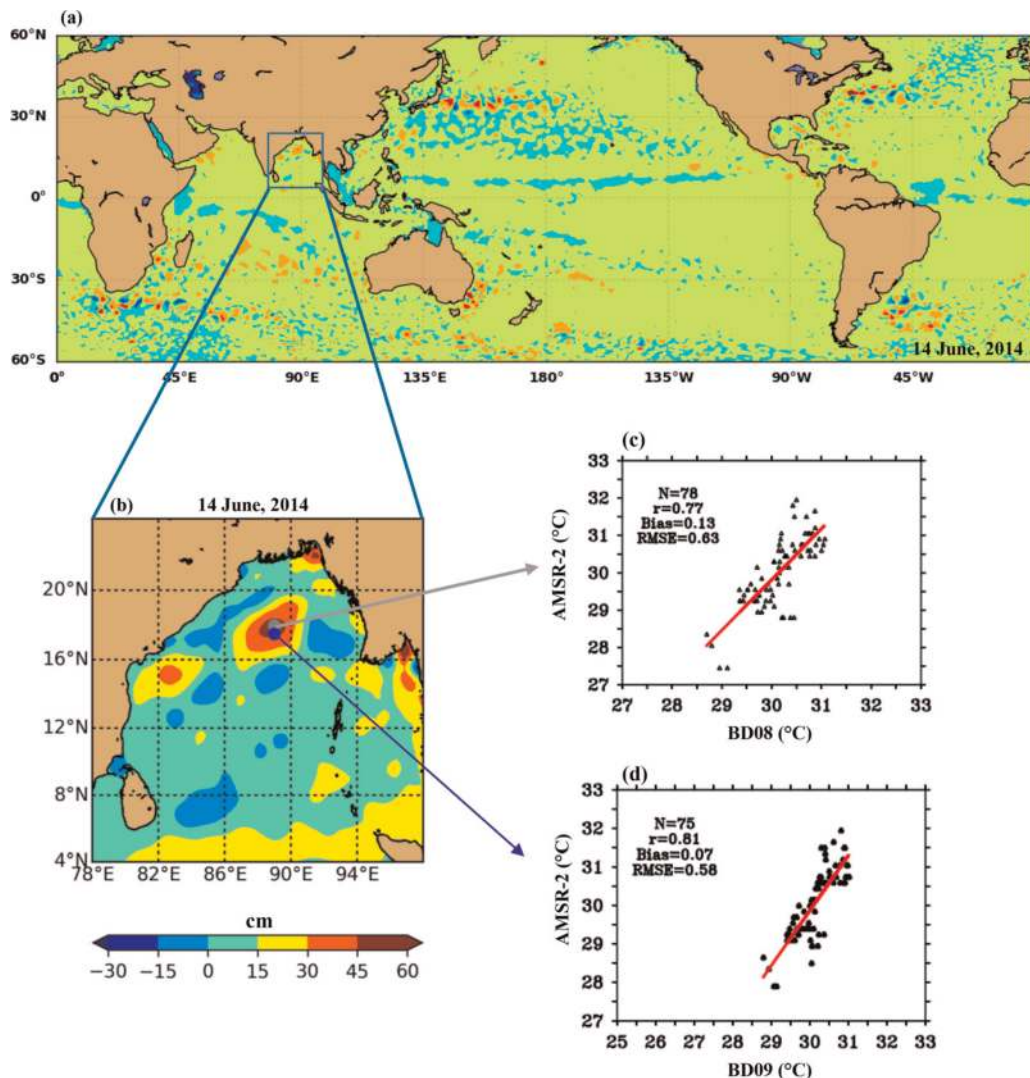 (a)
60°N
30°N
0°
30°S
60°S
14 June, 2014
0° 45°E 90°E 135°E 180° 135°W 90°W 45°W
(b) 14 June, 2014
20°N
16°N
12°N
8°N
4°N
78°E 82°E 86°E 90°E 94°E
cm
−30 −15 0 15 30 45 60
(c)
33
32
31
30
29
28
27
AMSR-2 (°C)
N=78
r=0.77
Bias=0.13
RMSE=0.63
27 28 29 30 31 32 33
BD08 (°C)
(d)
33
32
31
30
29
28
27
AMSR-2 (°C)
N=75
r=0.81
Bias=0.07
RMSE=0.58
25 26 27 28 29 30 31 32 33
BD09 (°C)